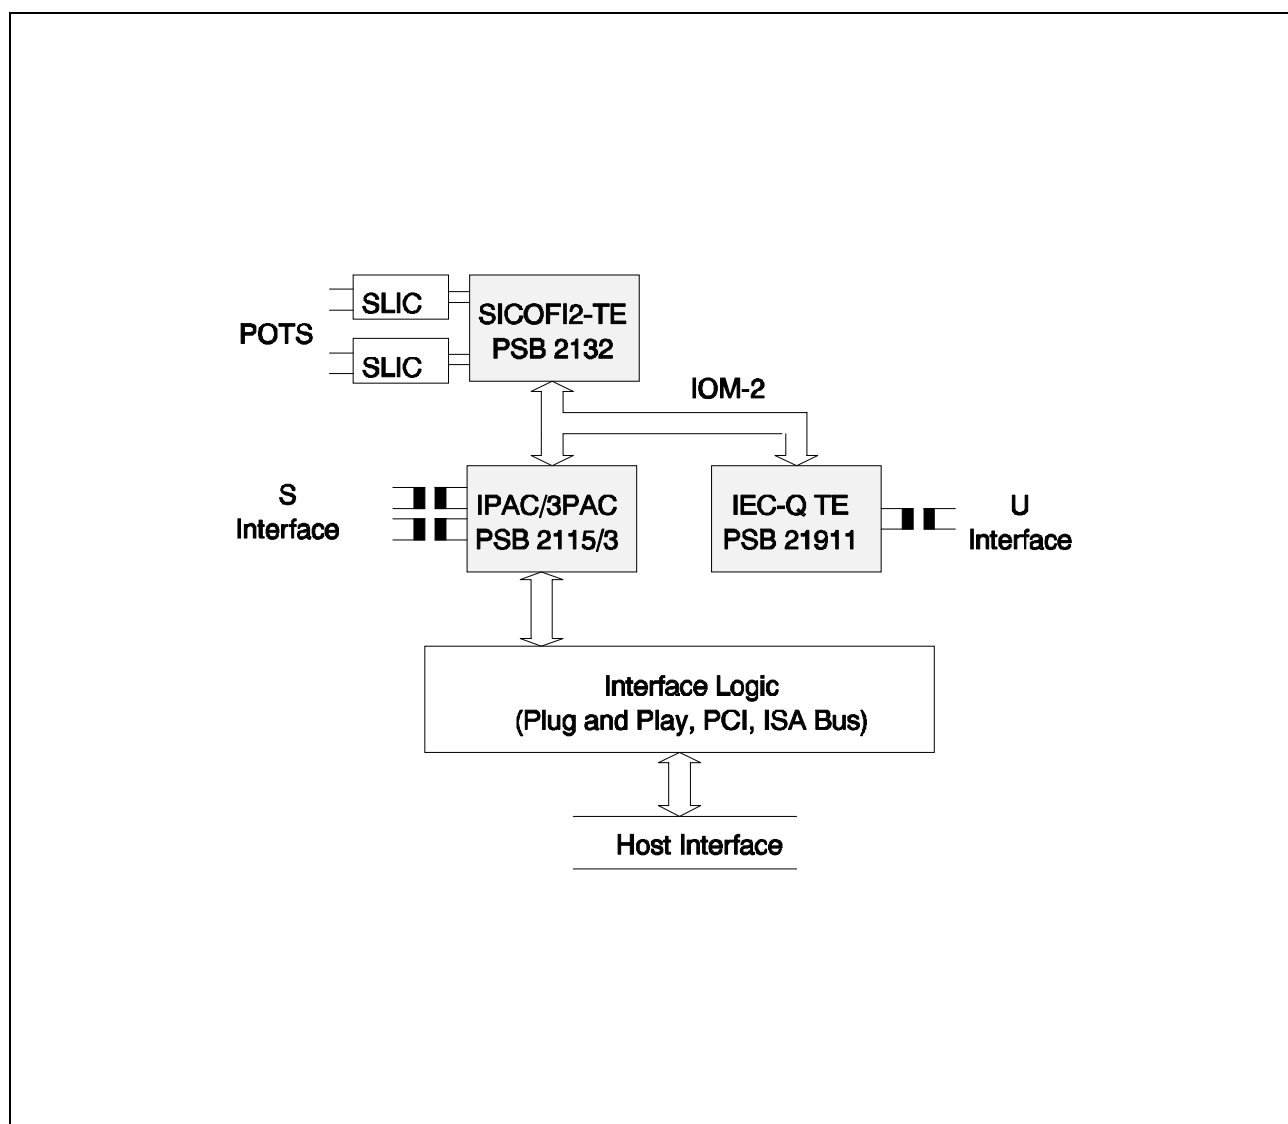 SLIC
SICOFI2-TE
PSB 2132
POTS
SLIC
IOM-2
S
Interface
IPAC/3PAC
PSB 2115/3
IEC-Q TE
PSB 21911
U
Interface
Interface Logic
(Plug and Play, PCI, ISA Bus)
Host Interface